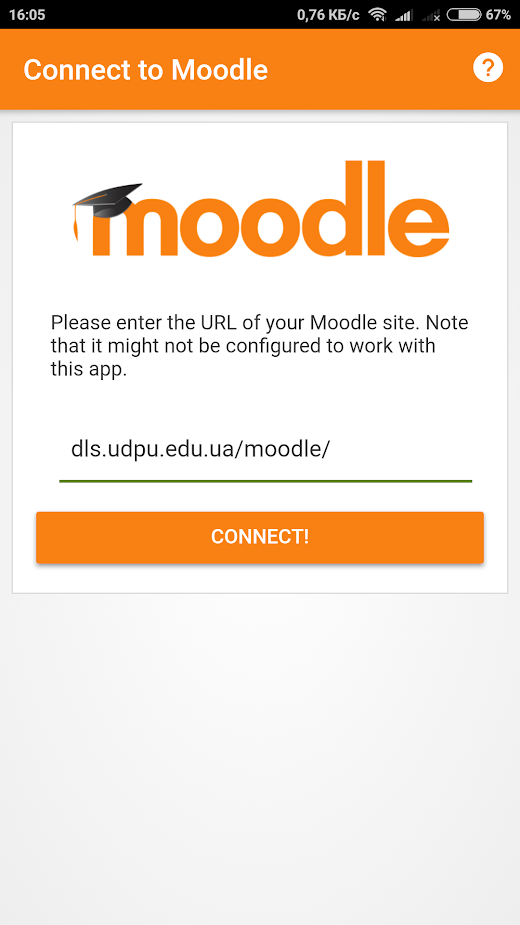 16:05 0,76 КБ/с 67%
Connect to Moodle ?
moodle
Please enter the URL of your Moodle site. Note
that it might not be configured to work with
this app.
dls.udpu.edu.ua/moodle/
CONNECT!